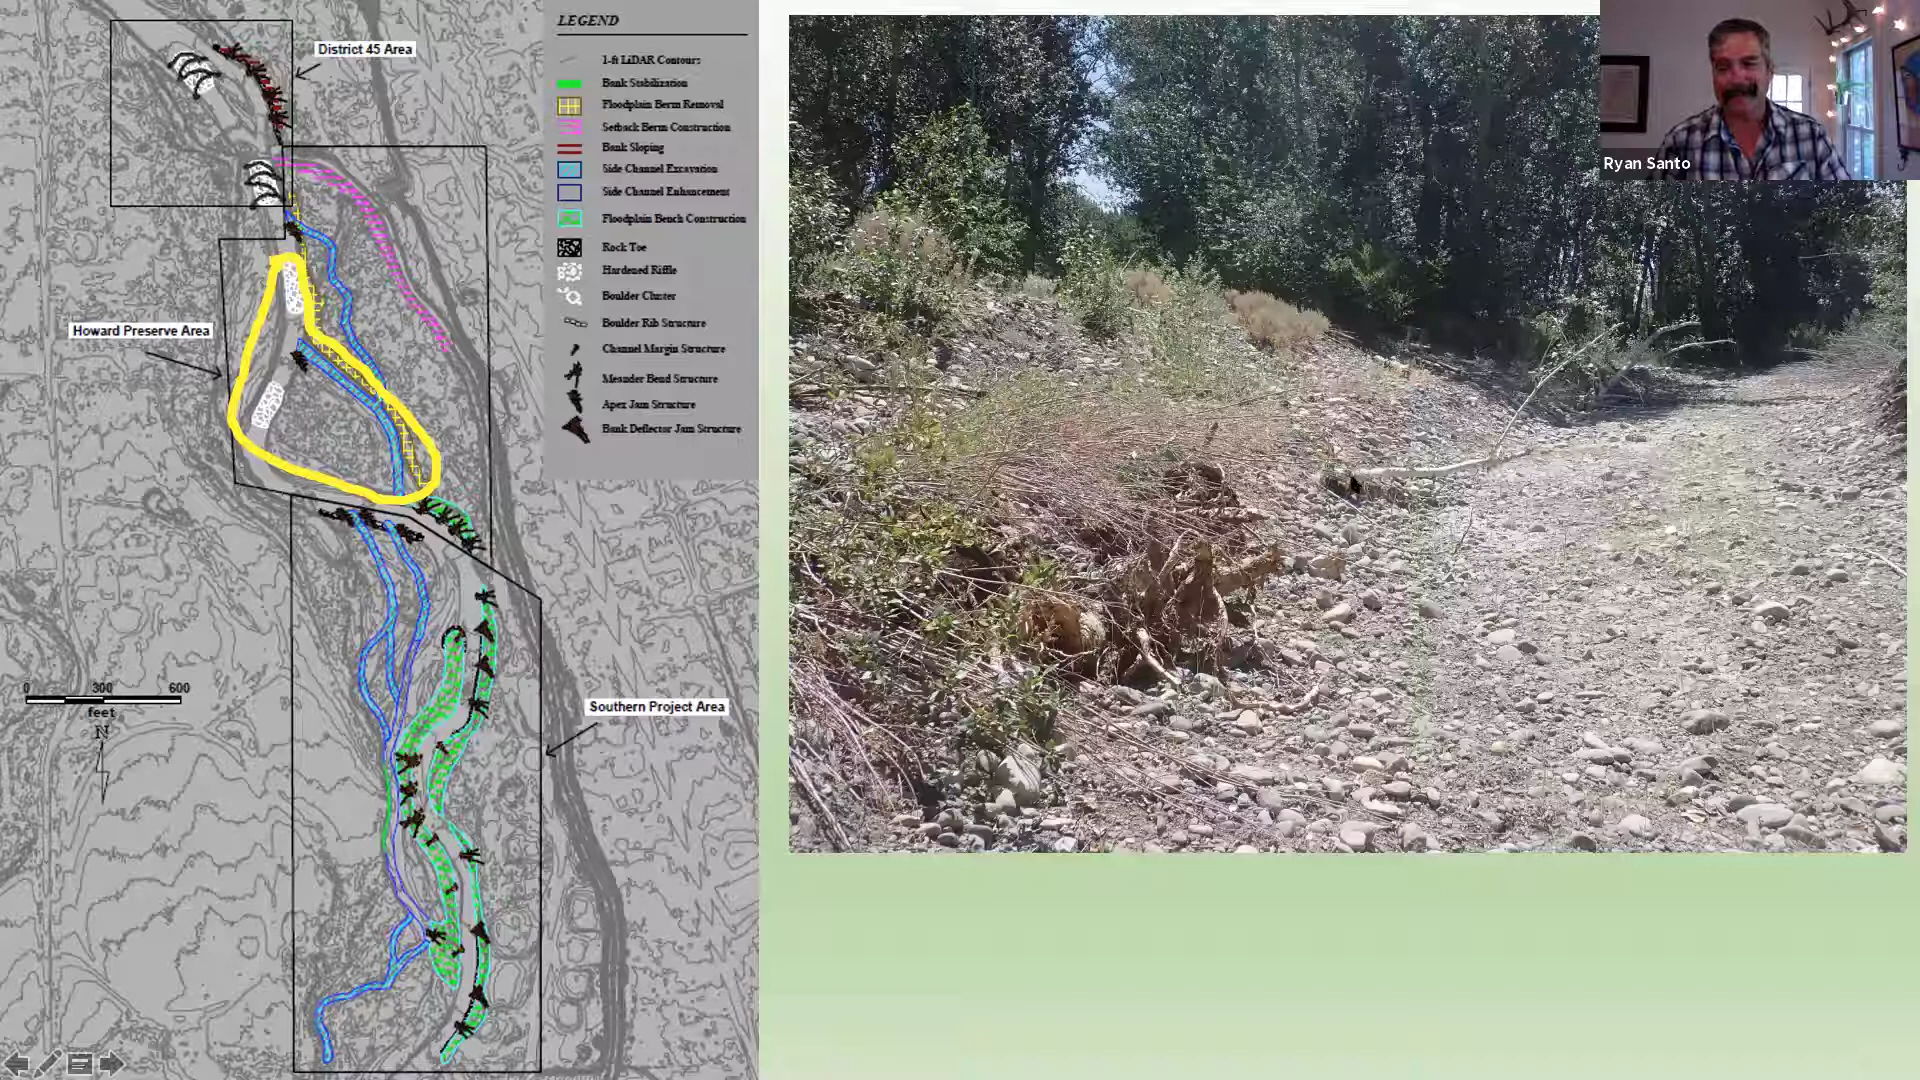 LEGEND
1-ft LiDAR Contours
Bank Stabilization
Floodplain Berm Removal
Setback Berm Construction
Bank Sloping
Side Channel Excavation
Side Channel Enhancement
Floodplain Bench Construction
Rock Toe
Hardened Riffle
Boulder Cluster
Boulder Rib Structure
Channel Margin Structure
Meander Bend Structure
Apex Jam Structure
Bank Deflector Jam Structure
District 45 Area
Howard Preserve Area
0 300 600
feet
N
Southern Project Area
Ryan Santo